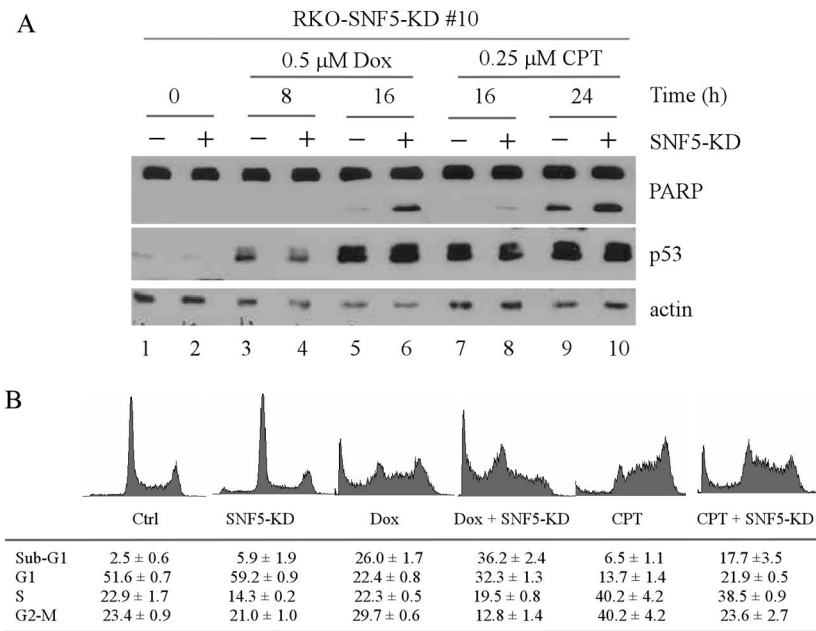 A
RKO-SNF5-KD #10
0.5 μM Dox 0.25 μM CPT
0 8 16 16 24 Time (h)
− + − + − + − + − + SNF5-KD
PARP
p53
actin
1 2 3 4 5 6 7 8 9 10
B
Ctrl SNF5-KD Dox Dox + SNF5-KD CPT CPT + SNF5-KD
Sub-G1 2.5 ± 0.6 5.9 ± 1.9 26.0 ± 1.7 36.2 ± 2.4 6.5 ± 1.1 17.7 ±3.5
G1 51.6 ± 0.7 59.2 ± 0.9 22.4 ± 0.8 32.3 ± 1.3 13.7 ± 1.4 21.9 ± 0.5
S 22.9 ± 1.7 14.3 ± 0.2 22.3 ± 0.5 19.5 ± 0.8 40.2 ± 4.2 38.5 ± 0.9
G2-M 23.4 ± 0.9 21.0 ± 1.0 29.7 ± 0.6 12.8 ± 1.4 40.2 ± 4.2 23.6 ± 2.7